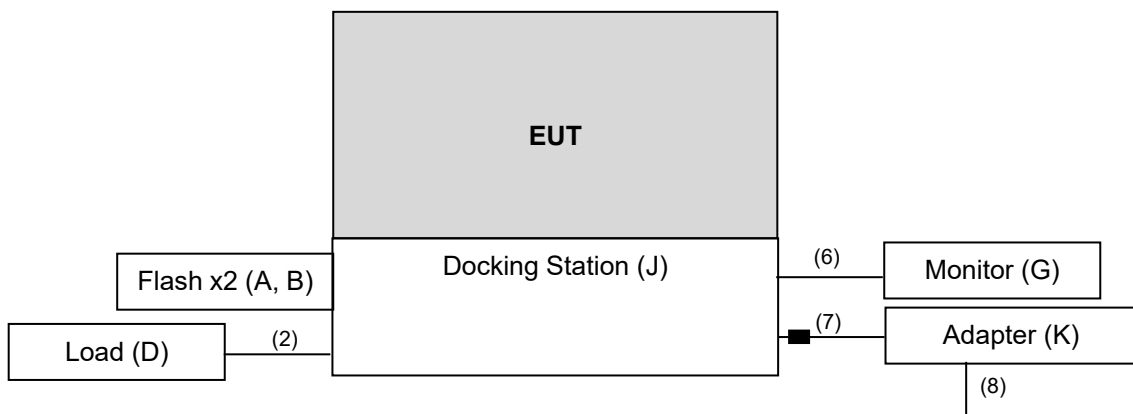 EUT
Docking Station (J)
Flash x2 (A, B)
(6)
Monitor (G)
Load (D)
(2)
(7)
Adapter (K)
(8)